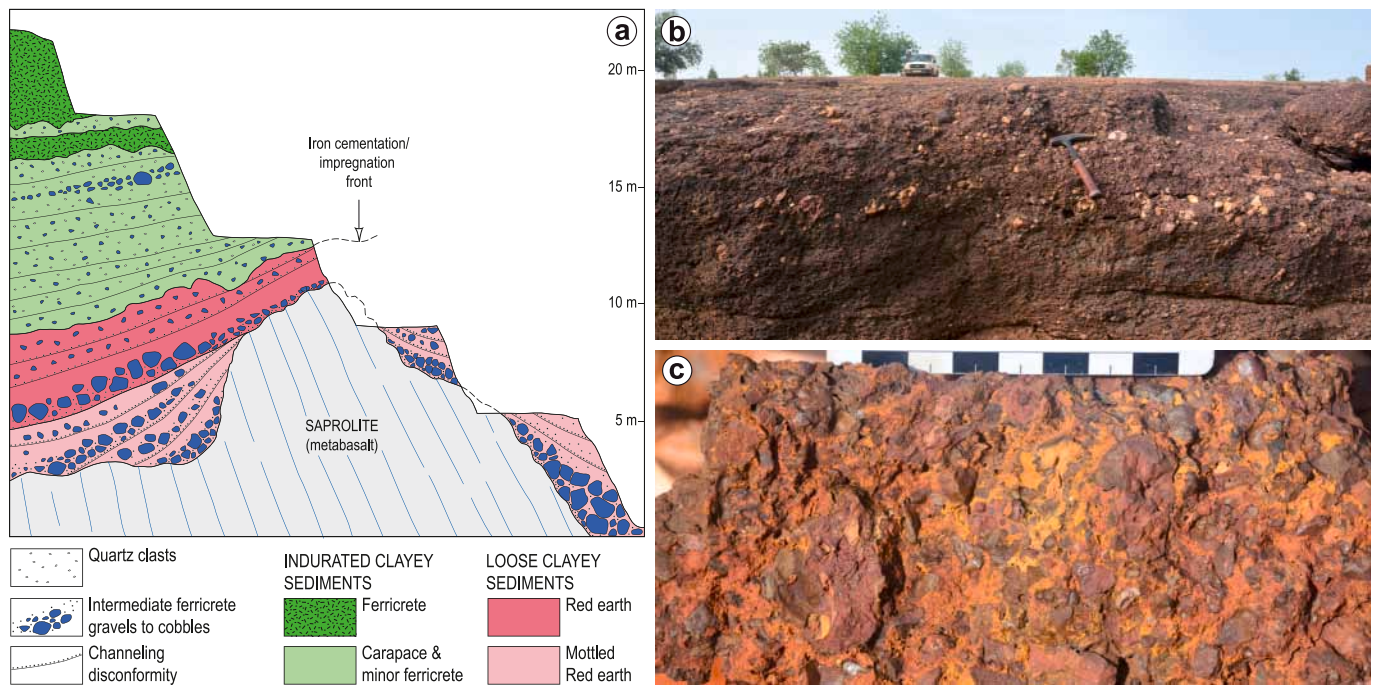 a
20 m
Iron cementation/
impregnation
front
15 m
10 m
SAPROLITE
(metabasalt)
5 m
Quartz clasts
Intermediate ferricrete
gravels to cobbles
Channeling
disconformity
INDURATED CLAYEY
SEDIMENTS
Ferricrete
Carapace &
minor ferricrete
LOOSE CLAYEY
SEDIMENTS
Red earth
Mottled
Red earth
b
c